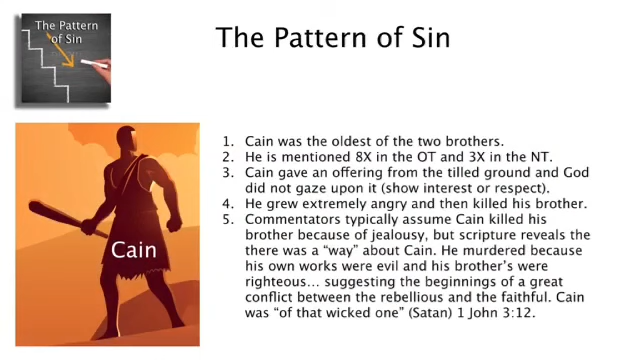 The Pattern
of Sin
The Pattern of Sin
Cain
1. Cain was the oldest of the two brothers.
2. He is mentioned 8X in the OT and 3X in the NT.
3. Cain gave an offering from the tilled ground and God
did not gaze upon it (show interest or respect).
4. He grew extremely angry and then killed his brother.
5. Commentators typically assume Cain killed his
brother because of jealousy, but scripture reveals the
there was a “way” about Cain. He murdered because
his own works were evil and his brother’s were
righteous... suggesting the beginnings of a great
conflict between the rebellious and the faithful. Cain
was “of that wicked one” (Satan) 1 John 3:12.